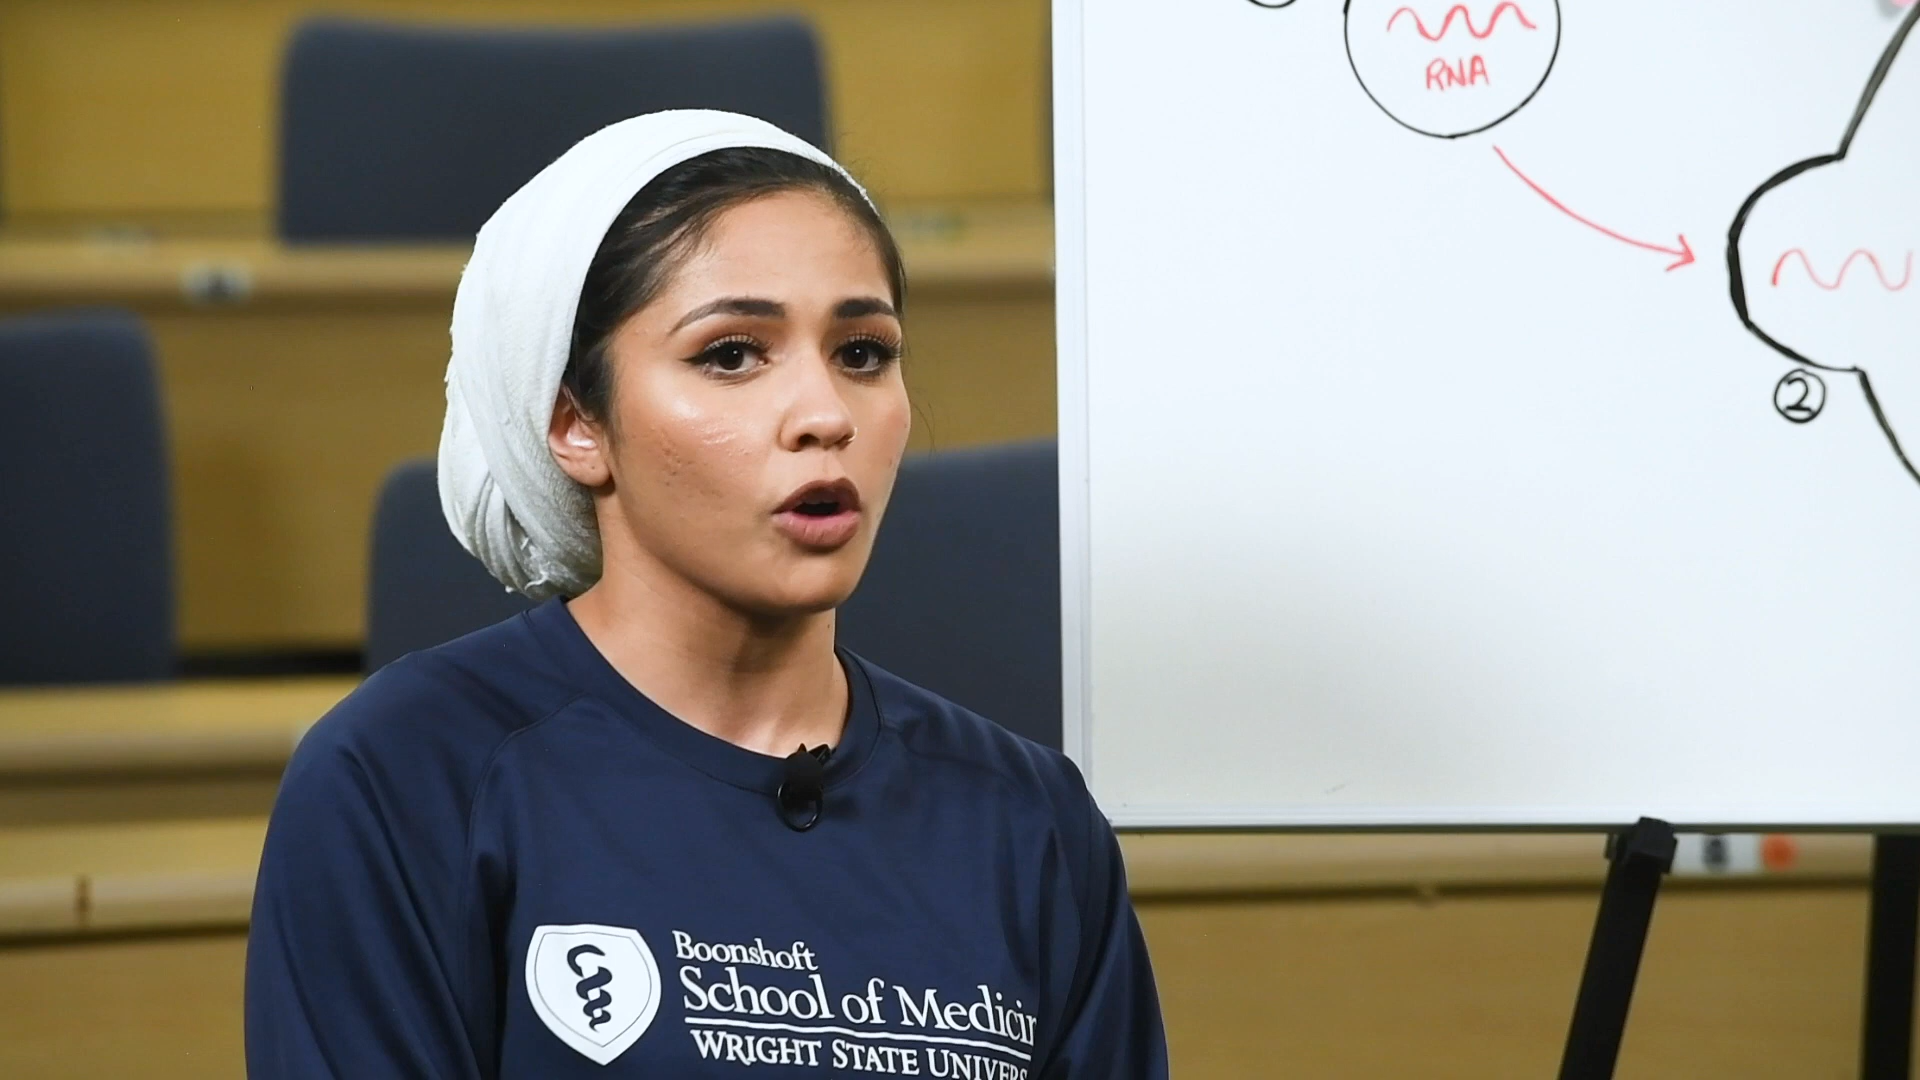 RNA
2
Boonshoft
School of Medicin
WRIGHT STATE UNIVERS